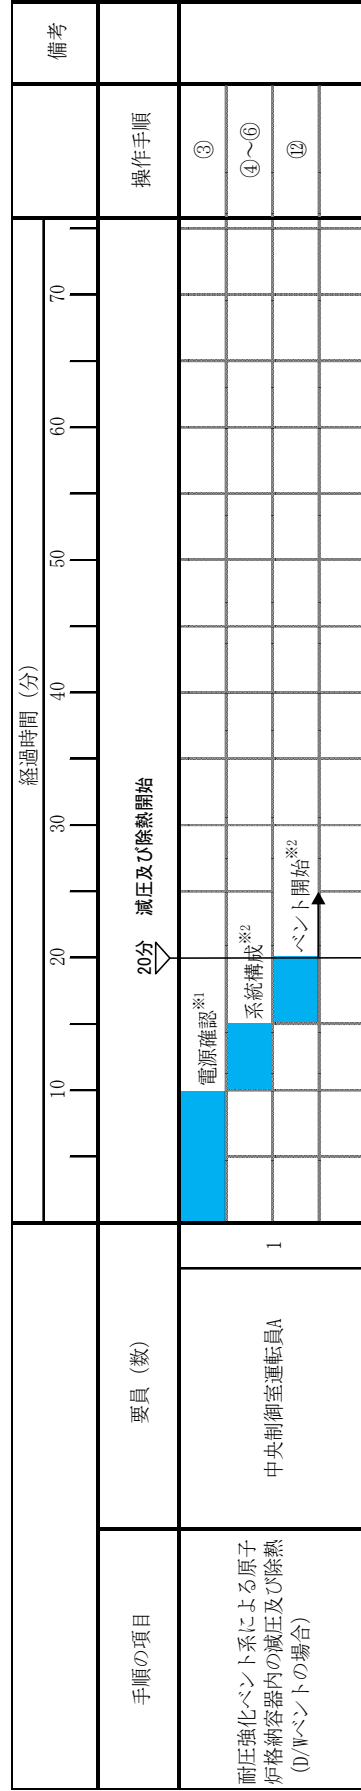 経過時間（分）
備考
10 20 30 40 50 60 70
手順の項目
要員（数）
操作手順
20分 減圧及び除熱開始
耐圧強化ベント系による原子
炉格納容器内の減圧及び除熱
（D/Wベントの場合）
中央制御室運転員A
1
電源確認※1
③
系統構成※2
④～⑥
ベント開始※2
⑫